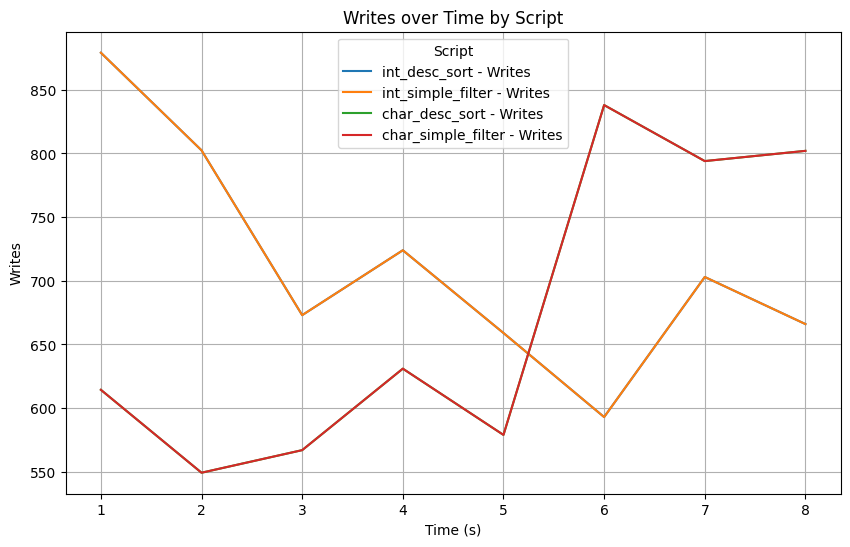 Writes over Time by Script
Script
int_desc_sort - Writes
int_simple_filter - Writes
char_desc_sort - Writes
char_simple_filter - Writes
Writes
850
800
750
700
650
600
550
1 2 3 4 5 6 7 8
Time (s)